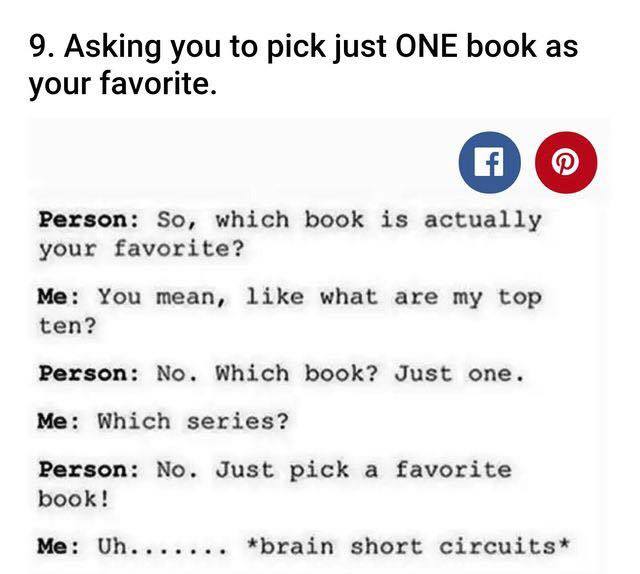 9. Asking you to pick just ONE book as
your favorite.
Person: So, which book is actually
your favorite?
Me: You mean, like what are my top
ten?
Person: No. Which book? Just one.
Me: Which series?
Person: No. Just pick a favorite
book!
Me: Uh....... *brain short circuits*